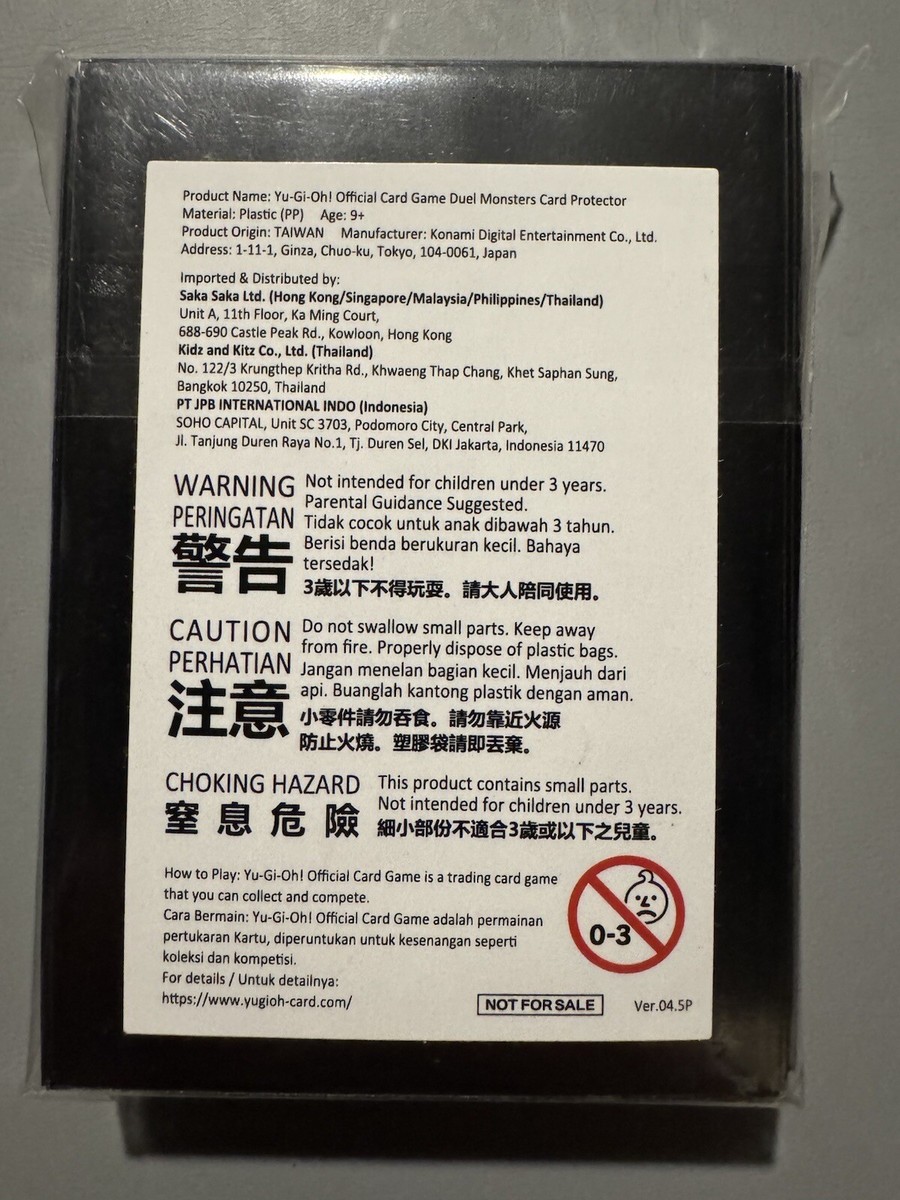 Product Name: Yu-Gi-Oh! Official Card Game Duel Monsters Card Protector
Material: Plastic (PP) Age: 9+
Product Origin: TAIWAN Manufacturer: Konami Digital Entertainment Co., Ltd.
Address: 1-11-1, Ginza, Chuo-ku, Tokyo, 104-0061, Japan
Imported & Distributed by:
Saka Saka Ltd. (Hong Kong/Singapore/Malaysia/Philippines/Thailand)
Unit A, 11th Floor, Ka Ming Court,
688-690 Castle Peak Rd., Kowloon, Hong Kong
Kidz and Kitz Co., Ltd. (Thailand)
No. 122/3 Krungthep Kritha Rd., Khwaeng Thap Chang, Khet Saphan Sung,
Bangkok 10250, Thailand
PT JPB INTERNATIONAL INDO (Indonesia)
SOHO CAPITAL, Unit SC 3703, Podomoro City, Central Park,
Jl. Tanjung Duren Raya No.1, Tj. Duren Sel, DKI Jakarta, Indonesia 11470
WARNING
PERINGATAN
警告
Not intended for children under 3 years.
Parental Guidance Suggested.
Tidak cocok untuk anak dibawah 3 tahun.
Berisi benda berukuran kecil. Bahaya
tersedak!
3歲以下不得玩耍。請大人陪同使用。
CAUTION
PERHATIAN
注意
Do not swallow small parts. Keep away
from fire. Properly dispose of plastic bags.
Jangan menelan bagian kecil. Menjauh dari
api. Buanglah kantong plastik dengan aman.
小零件請勿吞食。請勿靠近火源
防止火燒。塑膠袋請即丟棄。
CHOKING HAZARD
窒息危險
This product contains small parts.
Not intended for children under 3 years.
細小部份不適合3歲或以下之兒童。
How to Play: Yu-Gi-Oh! Official Card Game is a trading card game
that you can collect and compete.
Cara Bermain: Yu-Gi-Oh! Official Card Game adalah permainan
pertukaran Kartu, diperuntukan untuk kesenangan seperti
koleksi dan kompetisi.
For details / Untuk detailnya:
https://www.yugioh-card.com/
0-3
NOT FOR SALE
Ver.04.5P